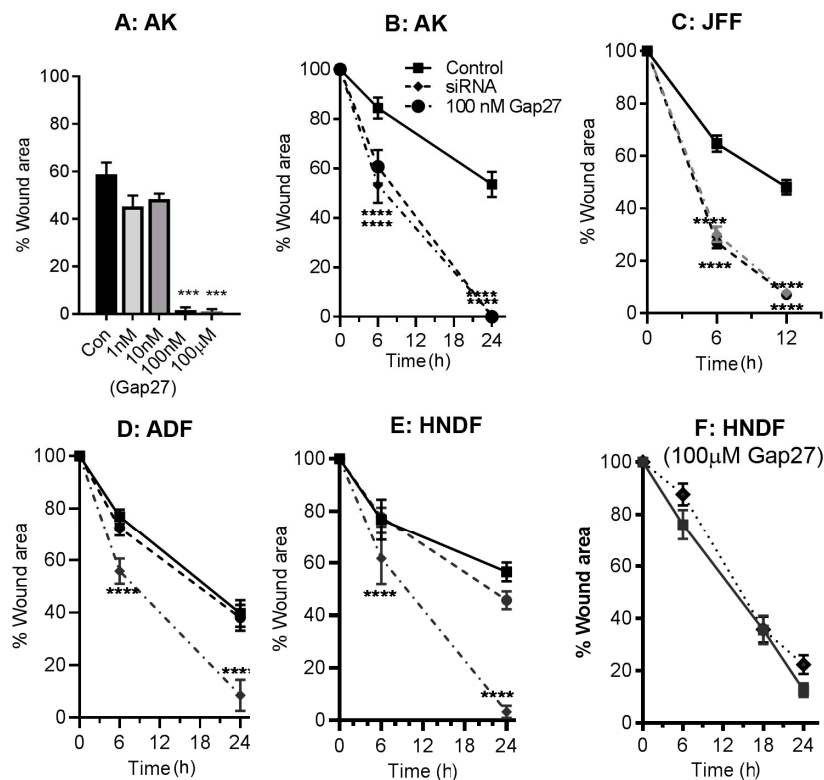 A: AK
% Wound area
100
80
60
40
20
0
*** ***
Con 1nM 10nM 100nM 100µM
(Gap27)
B: AK
Control
siRNA
100 nM Gap27
% Wound area
100
80
60
40
20
0
****
****
****
****
0 6 12 18 24
Time (h)
C: JFF
% Wound area
100
80
60
40
20
0
****
****
****
****
0 6 12
Time (h)
D: ADF
% Wound area
100
80
60
40
20
0
****
****
0 6 12 18 24
Time (h)
E: HNDF
% Wound area
100
80
60
40
20
0
****
****
0 6 12 18 24
Time (h)
F: HNDF
(100µM Gap27)
% Wound area
100
80
60
40
20
0
0 6 12 18 24
Time (h)